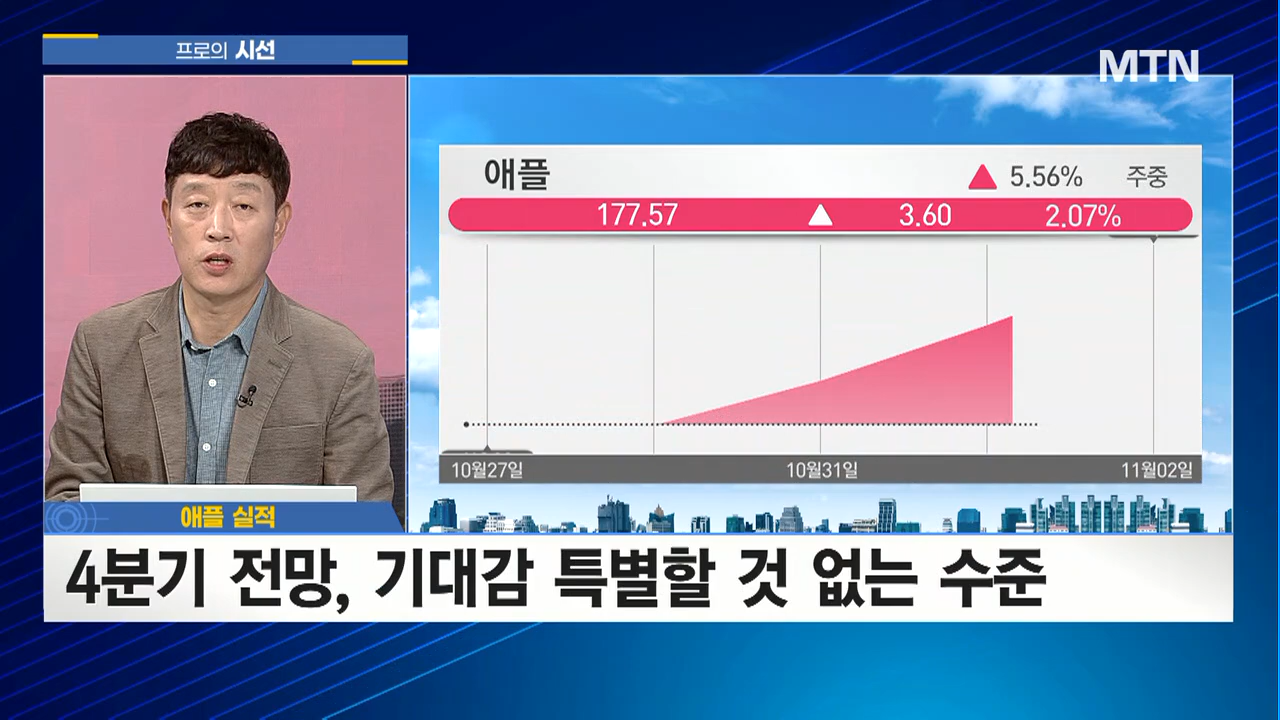 프로의 시선
MTN
애플 ▲ 5.56% 주중
177.57 ▲ 3.60 2.07%
10월27일 10월31일 11월02일
애플 실적
4분기 전망, 기대감 특별할 것 없는 수준